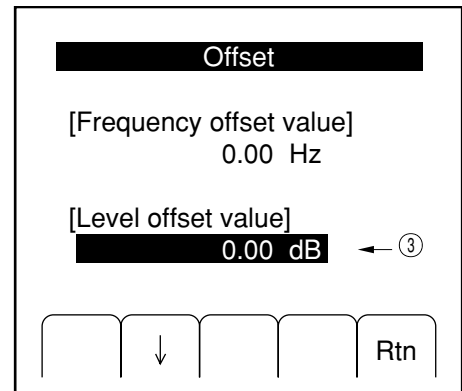 Offset
[Frequency offset value]
0.00 Hz
[Level offset value]
0.00 dB ← ③
↓ Rtn